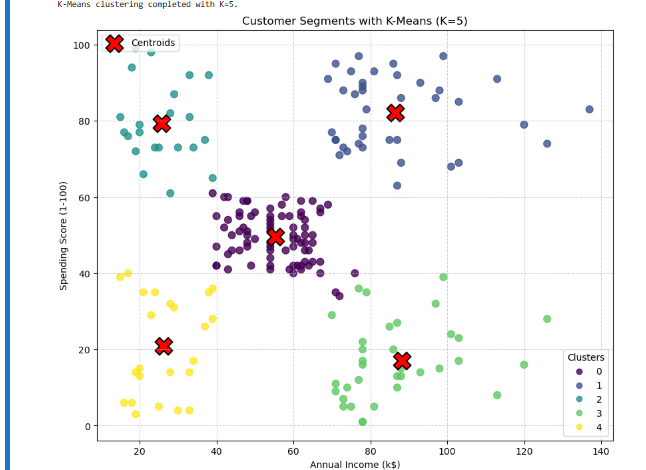 K-Means clustering completed with K=5.
Customer Segments with K-Means (K=5)
Centroids
100
80
60
40
20
0
Spending Score (1-100)
Clusters
0
1
2
3
4
20 40 60 80 100 120 140
Annual Income (k$)